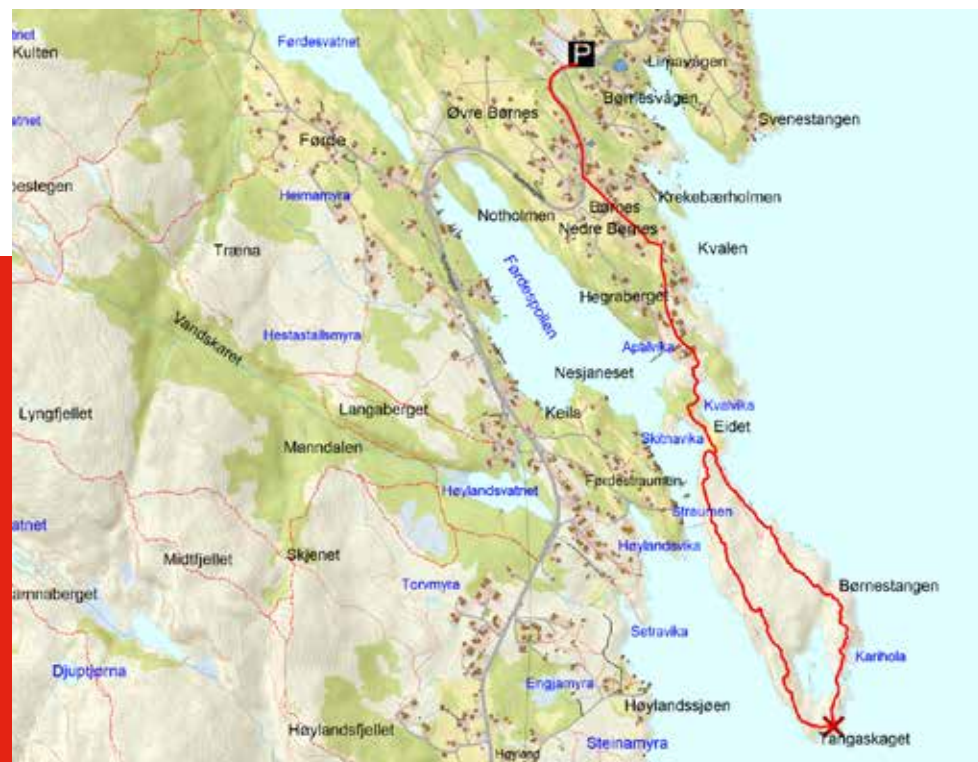 Førdesvatnet
P
Limavågen
Kulten
Børnesvågen
Øvre Børnes
Svenestangen
Førde
Heimamyra
Krekebærholmen
Børnes
Notholmen
Nedre Børnes
Kvalen
Træna
Førdespollen
Hegraberget
Hestastallsmyra
Vandskaret
Apalvika
Nesjaneset
Lyngfjellet
Langaberget
Keila
Kvalvika
Eidet
Skitnavika
Manndalen
Førdestraumen
Høylandsvatnet
Straumen
Høylandsvika
Midtfjellet
Skjenet
Torvmyra
Børnestangen
Setravika
Karihola
Djuptjørna
Engjamyra
Høylandssjøen
Høylandsfjellet
Tangaskaget
Steinamyra
Høyland